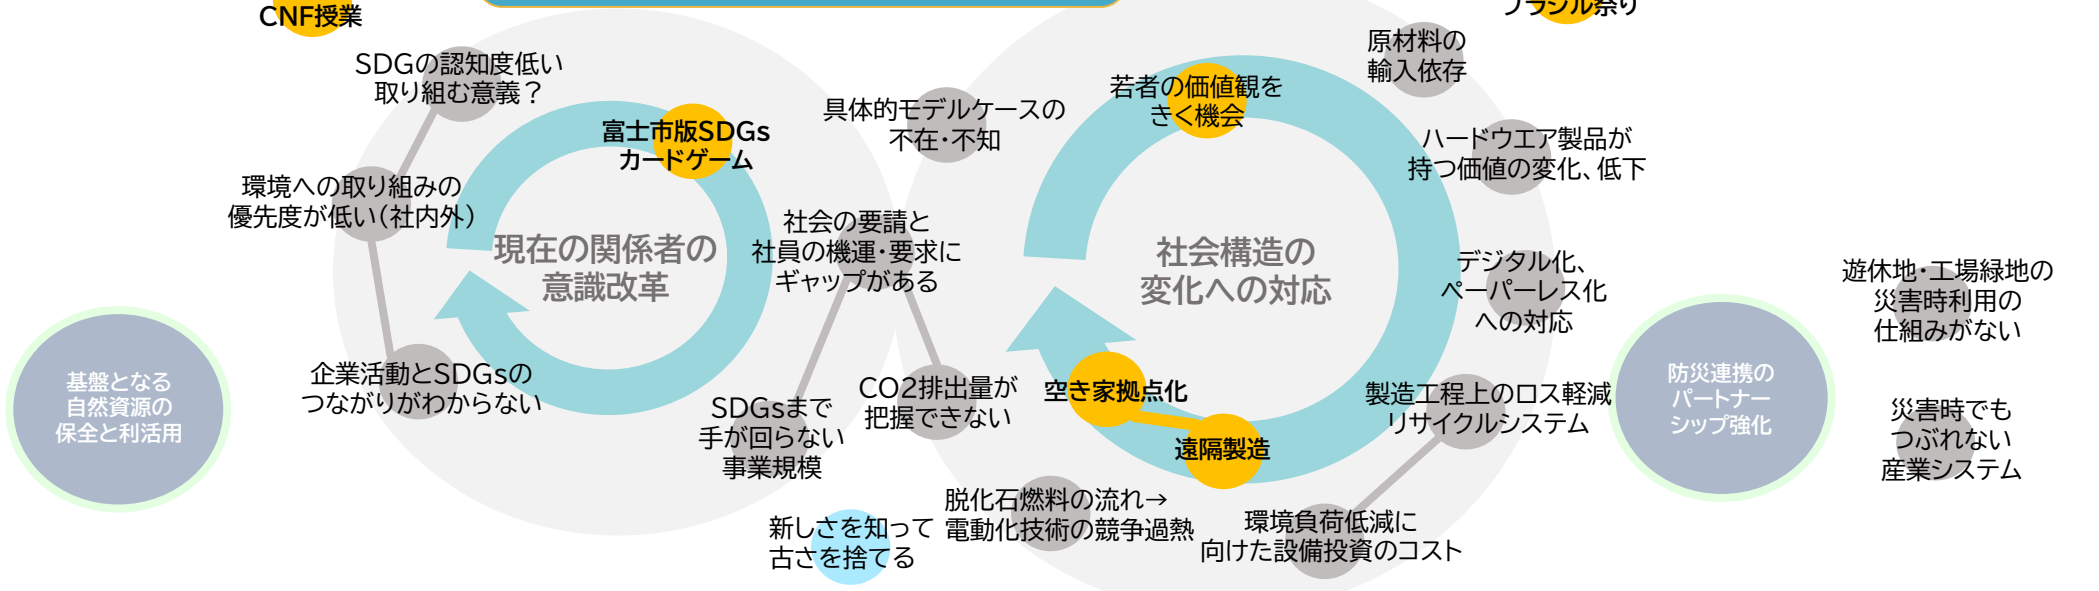 CNF授業
ブラジル祭り
SDGの認知度低い
取り組む意義？
原材料の
輸入依存
若者の価値観を
きく機会
具体的モデルケースの
不在・不知
富士市版SDGs
カードゲーム
ハードウエア製品が
持つ価値の変化、低下
環境への取り組みの
優先度が低い（社内外）
社会の要請と
社員の機運・要求に
ギャップがある
現在の関係者の
意識改革
社会構造の
変化への対応
デジタル化、
ペーパーレス化
への対応
遊休地・工場緑地の
災害時利用の
仕組みがない
基盤となる
自然資源の
保全と利活用
企業活動とSDGsの
つながりがわからない
SDGsまで
手が回らない
事業規模
CO2排出量が
把握できない
空き家拠点化
遠隔製造
製造工程上のロス軽減
リサイクルシステム
防災連携の
パートナー
シップ強化
災害時でも
つぶれない
産業システム
新しさを知って
古さを捨てる
脱化石燃料の流れ→
電動化技術の競争過熱
環境負荷低減に
向けた設備投資のコスト